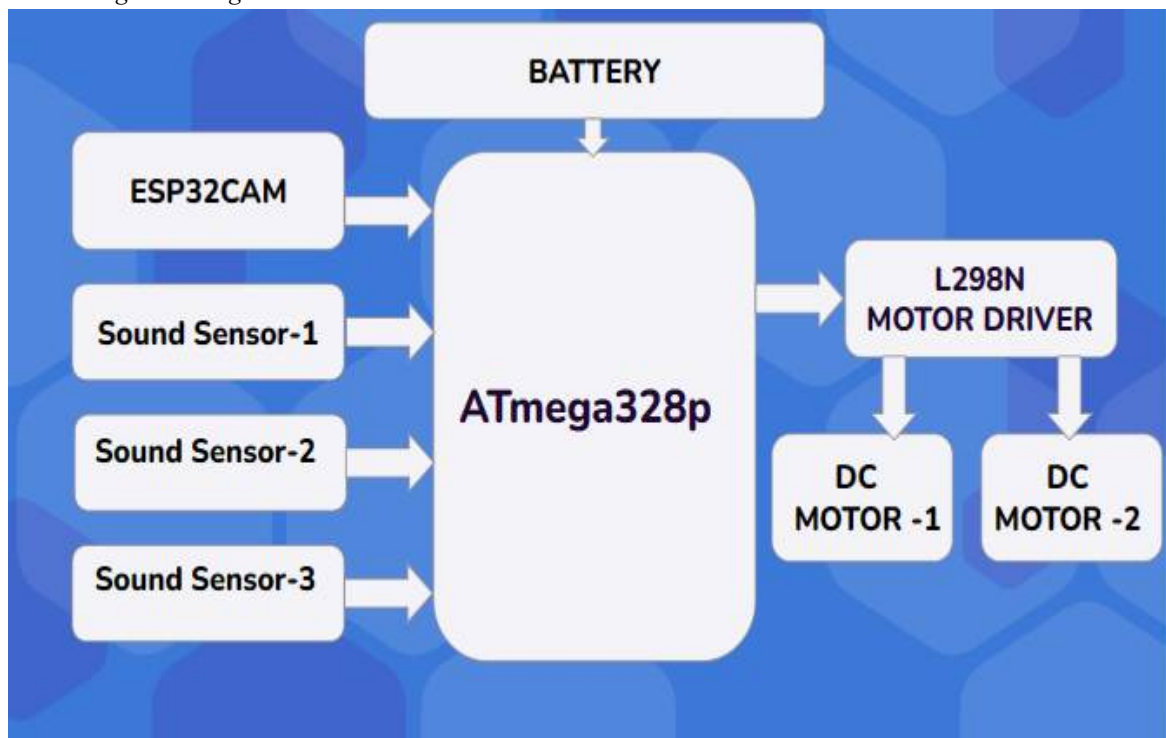 BATTERY
ESP32CAM
Sound Sensor-1
Sound Sensor-2
Sound Sensor-3
ATmega328p
L298N
MOTOR DRIVER
DC
MOTOR -1
DC
MOTOR -2